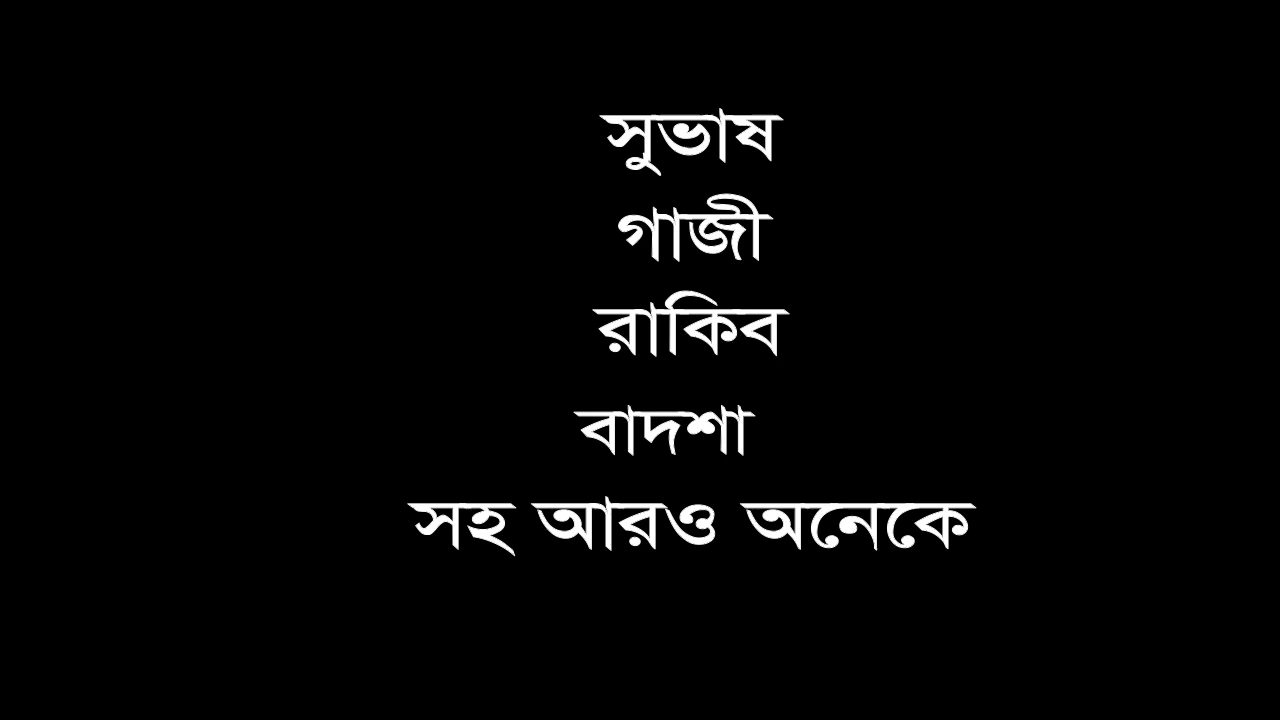 সুভাষ
গাজী
রাকিব
বাদশা
সহ আরও অনেকে